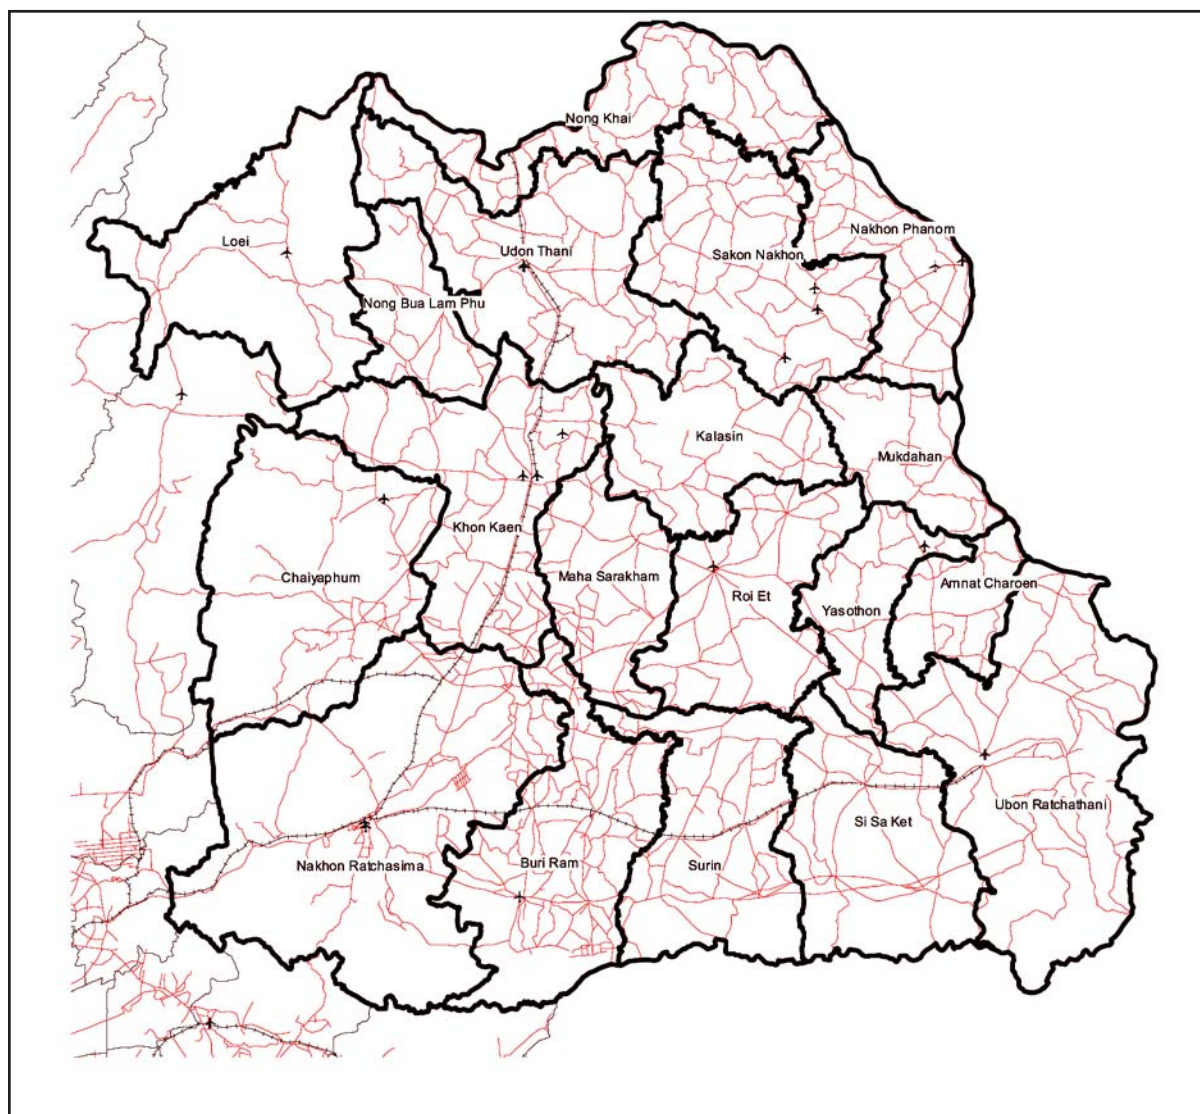 Nong Khai
Nakhon Phanom
Loei
Udon Thani
Sakon Nakhon
Nong Bua Lam Phu
Kalasin
Mukdahan
Khon Kaen
Chaiyaphum
Maha Sarakham
Roi Et
Yasothon
Amnat Charoen
Ubon Ratchathani
Si Sa Ket
Nakhon Ratchasima
Buri Ram
Surin